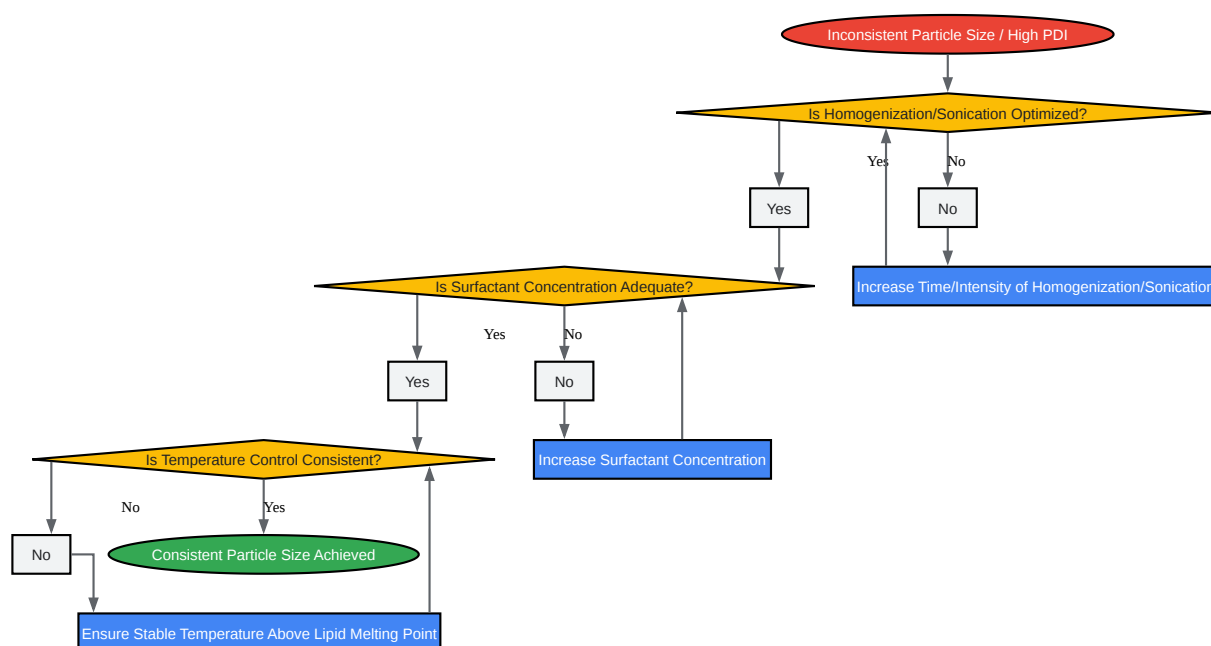 Inconsistent Particle Size / High PDI
Is Homogenization/Sonication Optimized?
Yes
No
Yes
No
Is Surfactant Concentration Adequate?
Increase Time/Intensity of Homogenization/Sonication
Yes
No
Yes
No
Is Temperature Control Consistent?
Increase Surfactant Concentration
No
Yes
No
Consistent Particle Size Achieved
Ensure Stable Temperature Above Lipid Melting Point